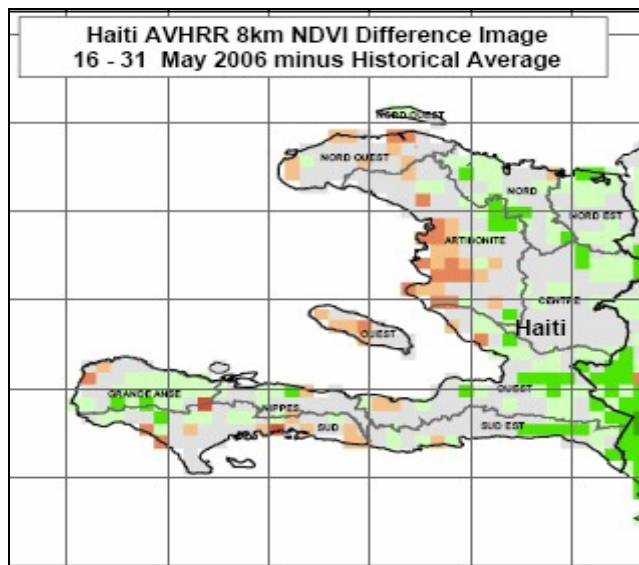 Haiti AVHRR 8km NDVI Difference Image
16 - 31 May 2006 minus Historical Average
NORD OUEST
NORD OUEST
NORD
NORD EST
ARTIBONITE
CENTRE
Haiti
OUEST
GRANDE ANSE
OUEST
NIPPES
SUD
SUD EST